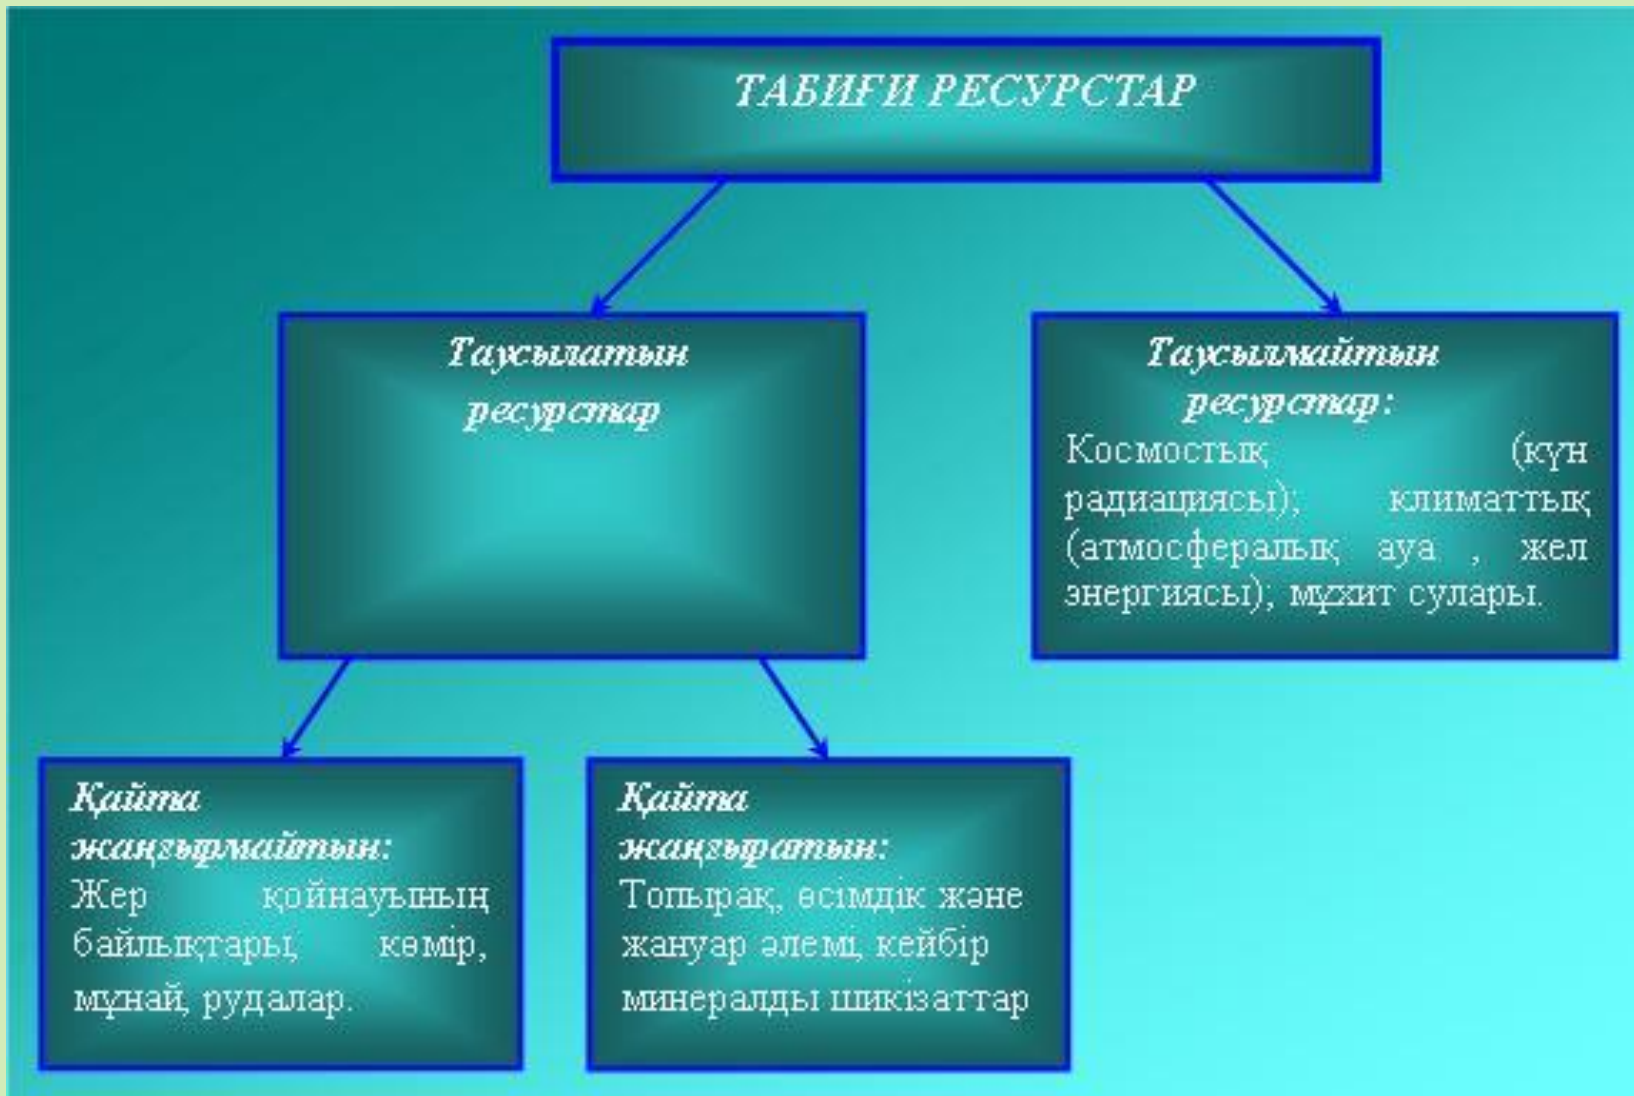 ТАБИҒИ РЕСУРСТАР
Таусылатын
ресурстар
Таусылмайтын
ресурстар:
Космостық (күн
радиациясы); климаттық
(атмосфералық ауа , жел
энергиясы); мұхит сулары.
Қайта
жаңғырмайтын:
Жер қойнауының
байлықтары; көмір,
мұнай, рудалар.
Қайта
жаңғыратын:
Топырақ, өсімдік және
жануар әлемі, кейбір
минералды шикізаттар